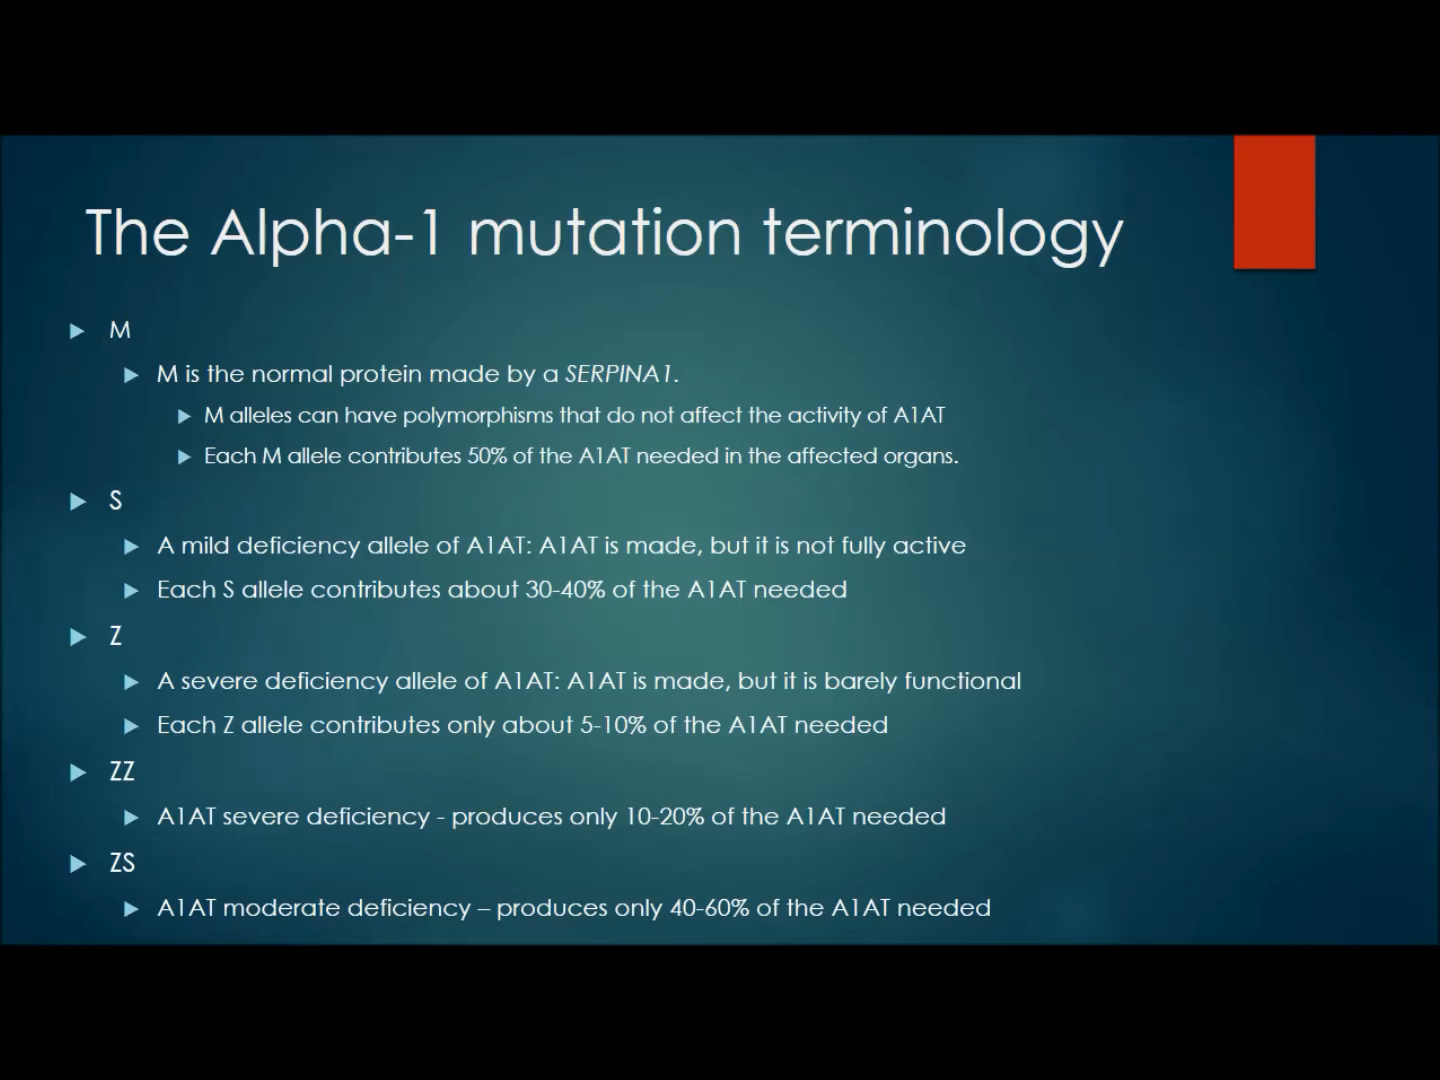 The Alpha-1 mutation terminology
M
M is the normal protein made by a SERPINA1.
M alleles can have polymorphisms that do not affect the activity of A1AT
Each M allele contributes 50% of the A1AT needed in the affected organs.
S
A mild deficiency allele of A1AT: A1AT is made, but it is not fully active
Each S allele contributes about 30-40% of the A1AT needed
Z
A severe deficiency allele of A1AT: A1AT is made, but it is barely functional
Each Z allele contributes only about 5-10% of the A1AT needed
ZZ
A1AT severe deficiency - produces only 10-20% of the A1AT needed
ZS
A1AT moderate deficiency – produces only 40-60% of the A1AT needed